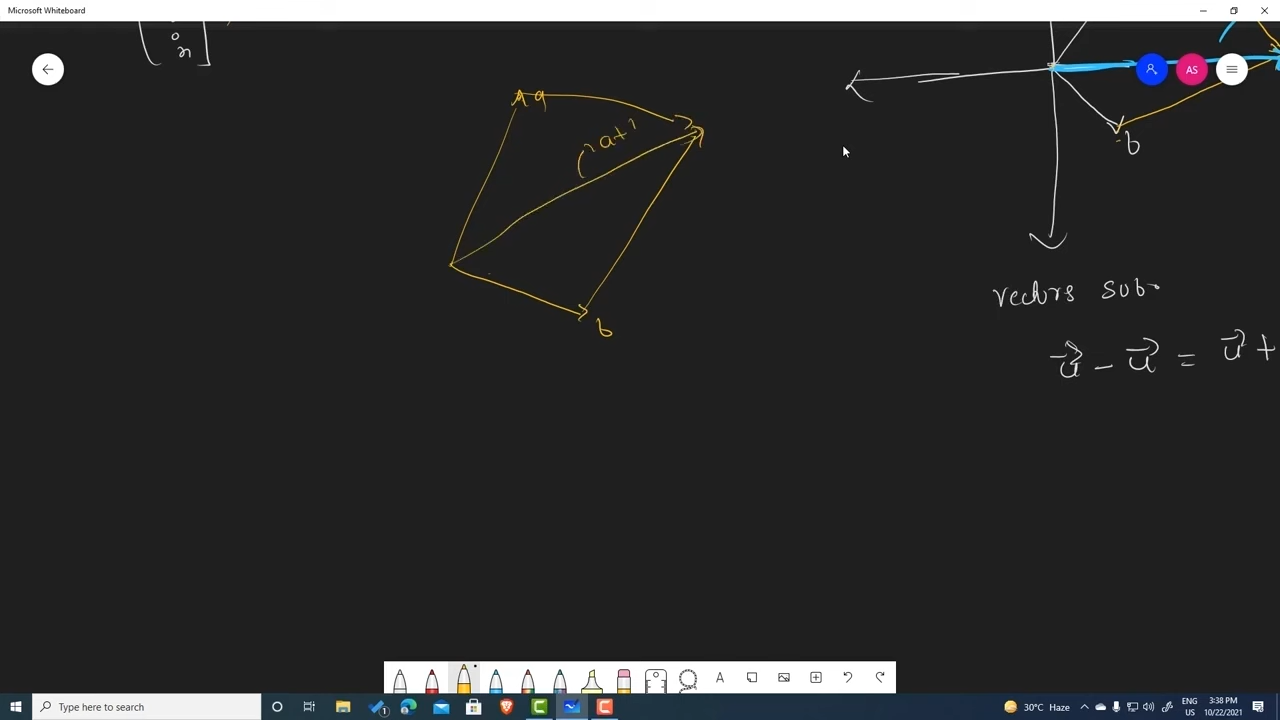 Microsoft Whiteboard
n
AS
a
a+
b
b
vectors sub
u - u = u +
A
Type here to search
1
30°C Haze
ENG
US
3:38 PM
10/22/2021